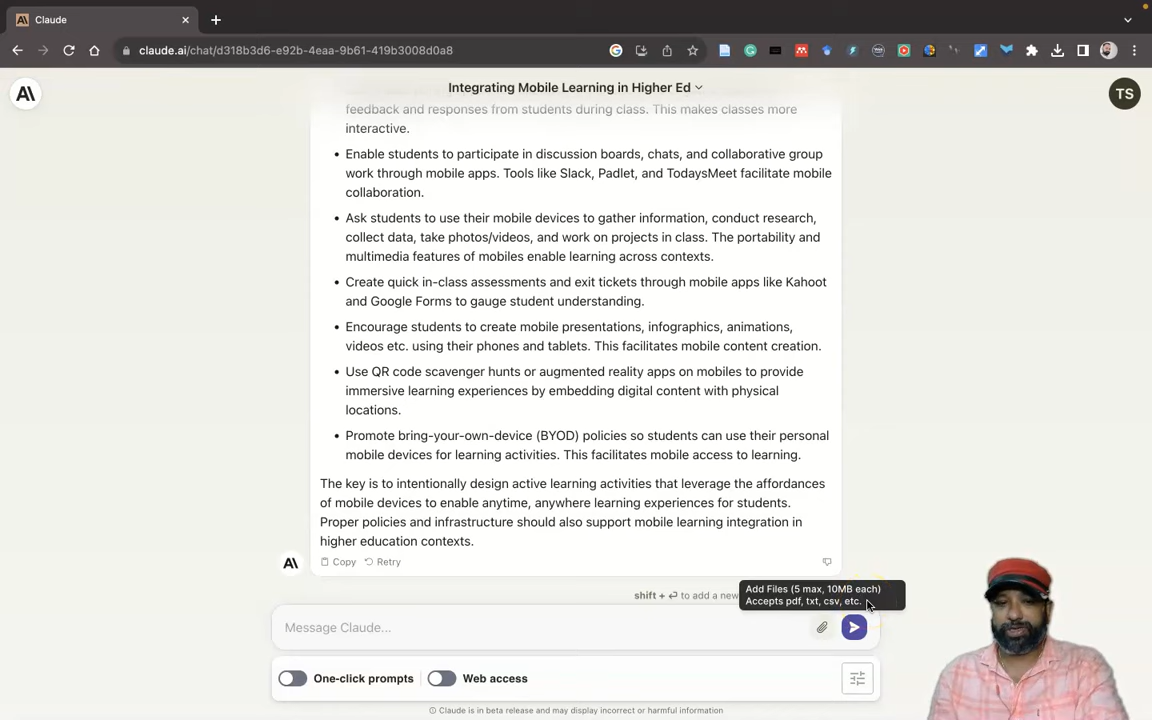 Claude
claude.ai/chat/d318b3d6-e92b-4eaa-9b61-419b3008d0a8
Integrating Mobile Learning in Higher Ed
TS
feedback and responses from students during class. This makes classes more
interactive.
• Enable students to participate in discussion boards, chats, and collaborative group
work through mobile apps. Tools like Slack, Padlet, and TodaysMeet facilitate mobile
collaboration.
• Ask students to use their mobile devices to gather information, conduct research,
collect data, take photos/videos, and work on projects in class. The portability and
multimedia features of mobiles enable learning across contexts.
• Create quick in-class assessments and exit tickets through mobile apps like Kahoot
and Google Forms to gauge student understanding.
• Encourage students to create mobile presentations, infographics, animations,
videos etc. using their phones and tablets. This facilitates mobile content creation.
• Use QR code scavenger hunts or augmented reality apps on mobiles to provide
immersive learning experiences by embedding digital content with physical
locations.
• Promote bring-your-own-device (BYOD) policies so students can use their personal
mobile devices for learning activities. This facilitates mobile access to learning.
The key is to intentionally design active learning activities that leverage the affordances
of mobile devices to enable anytime, anywhere learning experiences for students.
Proper policies and infrastructure should also support mobile learning integration in
higher education contexts.
Copy Retry
shift + ↵ to add a new
Add Files (5 max, 10MB each)
Accepts pdf, txt, csv, etc.
Message Claude...
One-click prompts Web access
Claude is in beta release and may display incorrect or harmful information